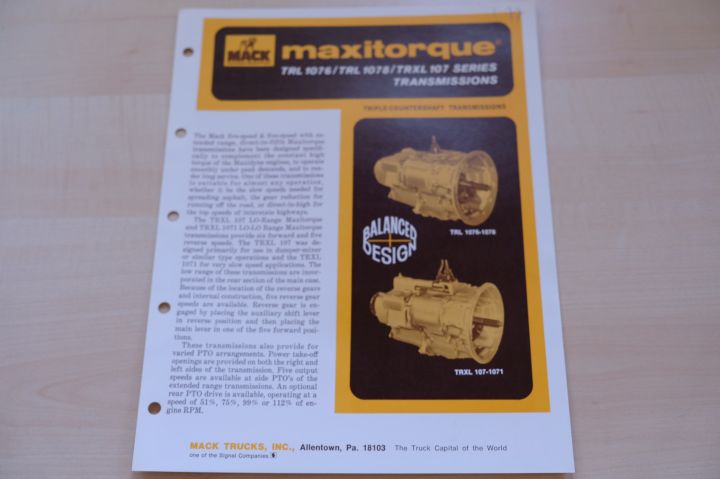 MACK
maxitorque®
TRL 1076/TRL 1078/TRXL 107 SERIES
TRANSMISSIONS
TRIPLE COUNTERSHAFT TRANSMISSIONS
The Mack five-speed & five-speed with ex-
tended range, direct-in-fifth Maxitorque
transmissions have been designed specifi-
cally to complement the constant high
torque of the Maxidyne engines, to operate
smoothly under peak demands, and to ren-
der long service. One of these transmissions
is suitable for almost any operation,
whether it be the slow speeds needed for
spreading asphalt, the gear reduction for
running off the road, or direct-in-high for
the top speeds of interstate highways.
The TRXL 107 LO-Range Maxitorque
and TRXL 1071 LO-LO Range Maxitorque
transmissions provide six forward and five
reverse speeds. The TRXL 107 was de-
signed primarily for use in dumper-mixer
or similar type operations and the TRXL
1071 for very slow speed applications. The
low range of these transmissions are incor-
porated in the rear section of the main case.
Because of the location of the reverse gears
and internal construction, five reverse gear
speeds are available. Reverse gear is en-
gaged by placing the auxiliary shift lever
in reverse position and then placing the
main lever in one of the five forward posi-
tions.
These transmissions also provide for
varied PTO arrangements. Power take-off
openings are provided on both the right and
left sides of the transmission. Five output
speeds are available at side PTO's of the
extended range transmissions. An optional
rear PTO drive is available, operating at a
speed of 51%, 75%, 99% or 112% of en-
gine RPM.
TRL 1076-1078
BALANCED
DESIGN
TRXL 107-1071
MACK TRUCKS, INC., Allentown, Pa. 18103 The Truck Capital of the World
one of the Signal Companies